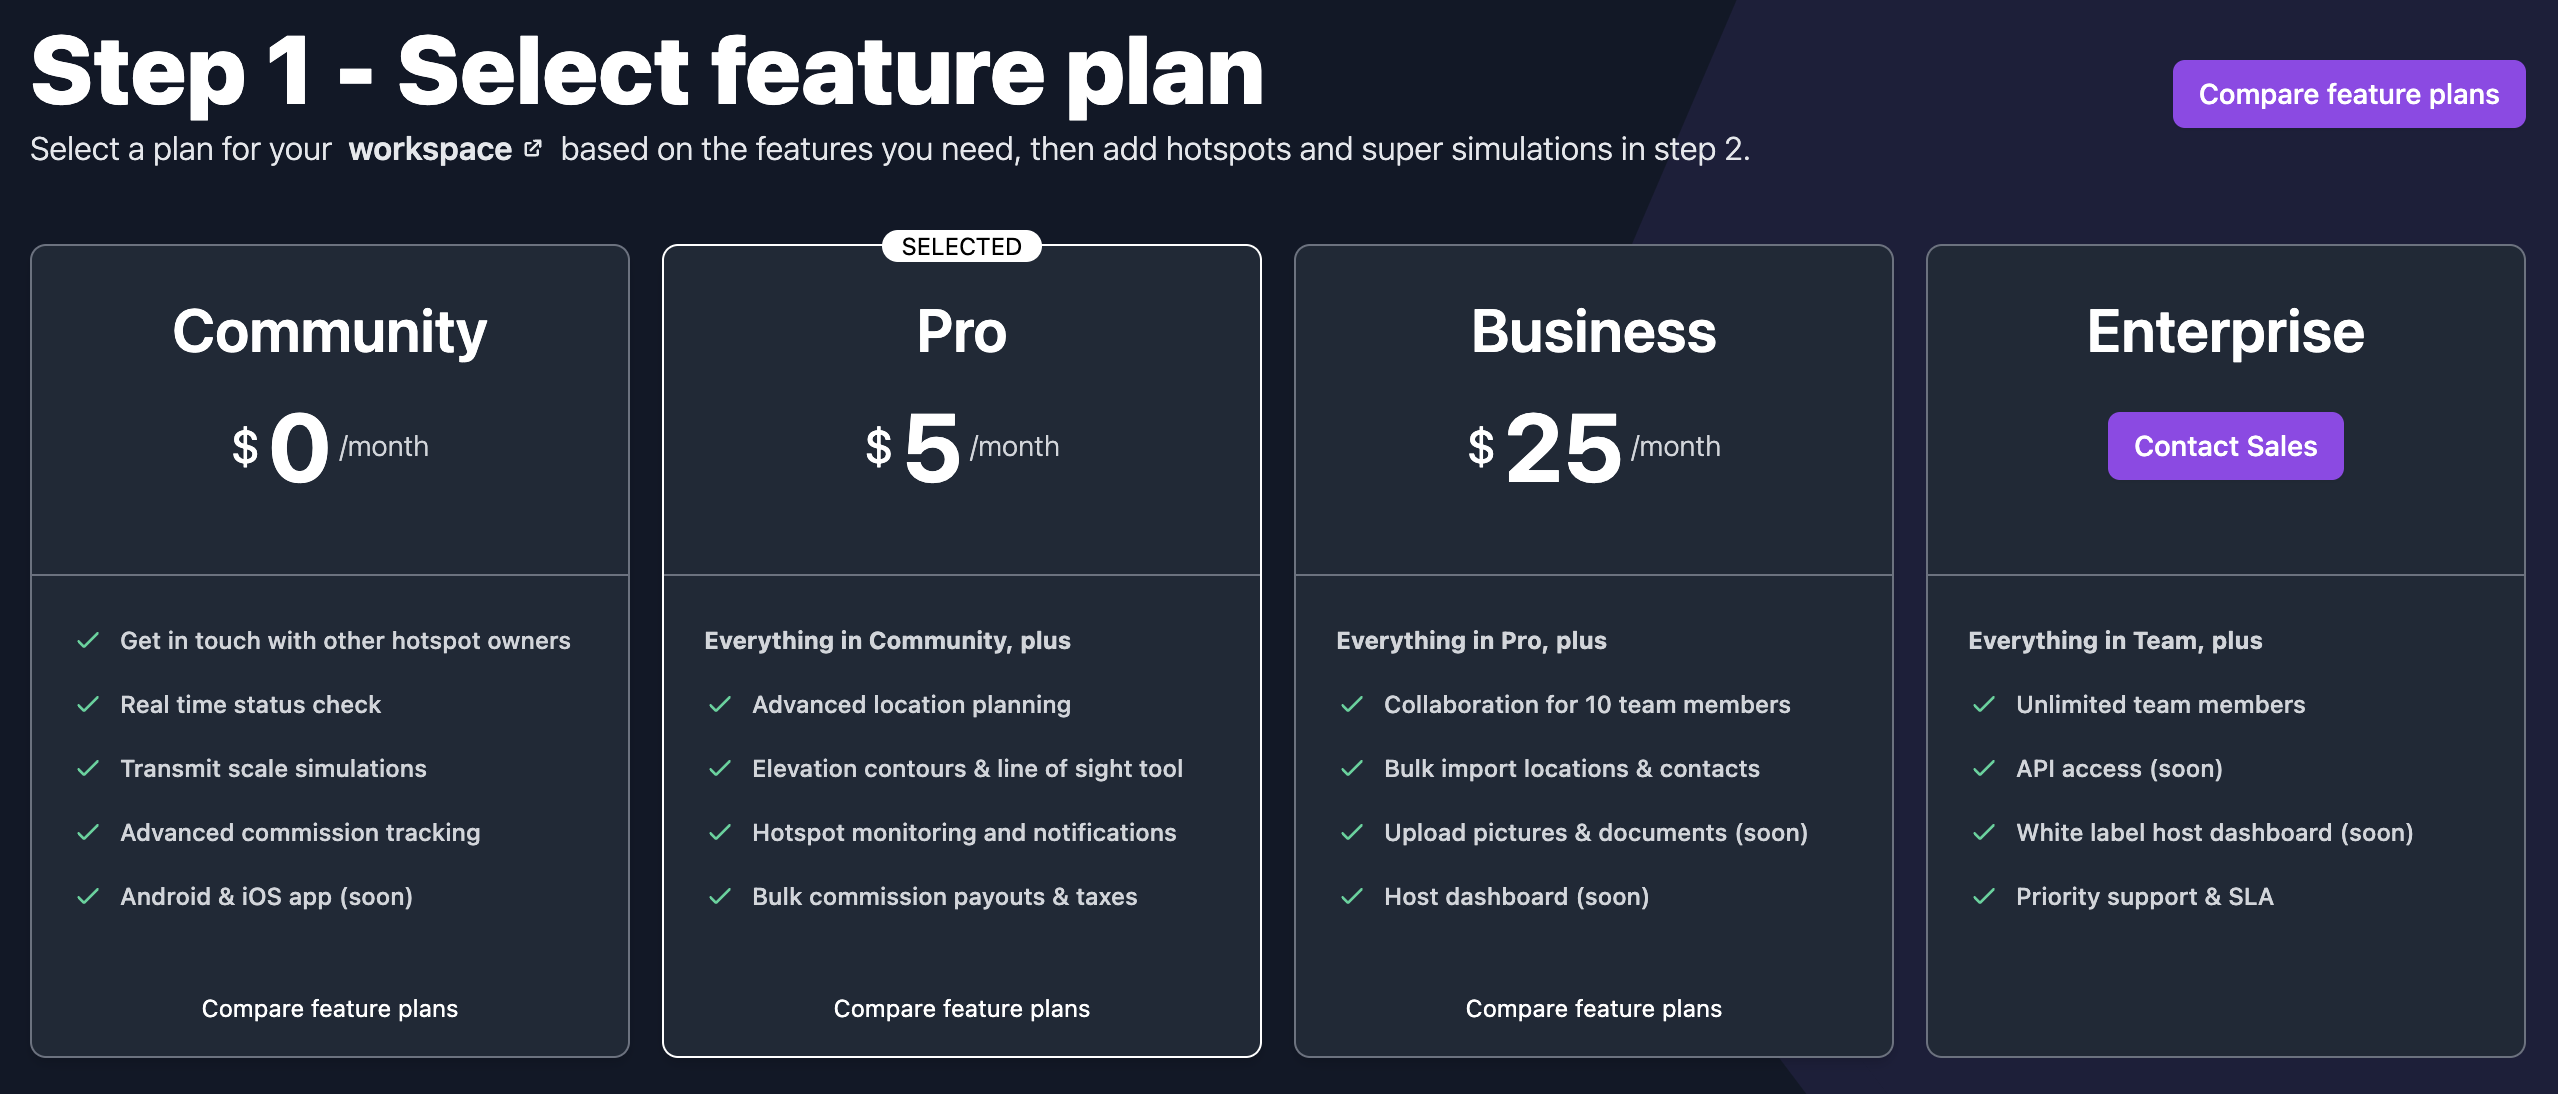 Step 1 - Select feature plan
Compare feature plans
Select a plan for your workspace based on the features you need, then add hotspots and super simulations in step 2.
Community
$ 0 /month
Get in touch with other hotspot owners
Real time status check
Transmit scale simulations
Advanced commission tracking
Android & iOS app (soon)
Compare feature plans
SELECTED
Pro
$ 5 /month
Everything in Community, plus
Advanced location planning
Elevation contours & line of sight tool
Hotspot monitoring and notifications
Bulk commission payouts & taxes
Compare feature plans
Business
$ 25 /month
Everything in Pro, plus
Collaboration for 10 team members
Bulk import locations & contacts
Upload pictures & documents (soon)
Host dashboard (soon)
Compare feature plans
Enterprise
Contact Sales
Everything in Team, plus
Unlimited team members
API access (soon)
White label host dashboard (soon)
Priority support & SLA